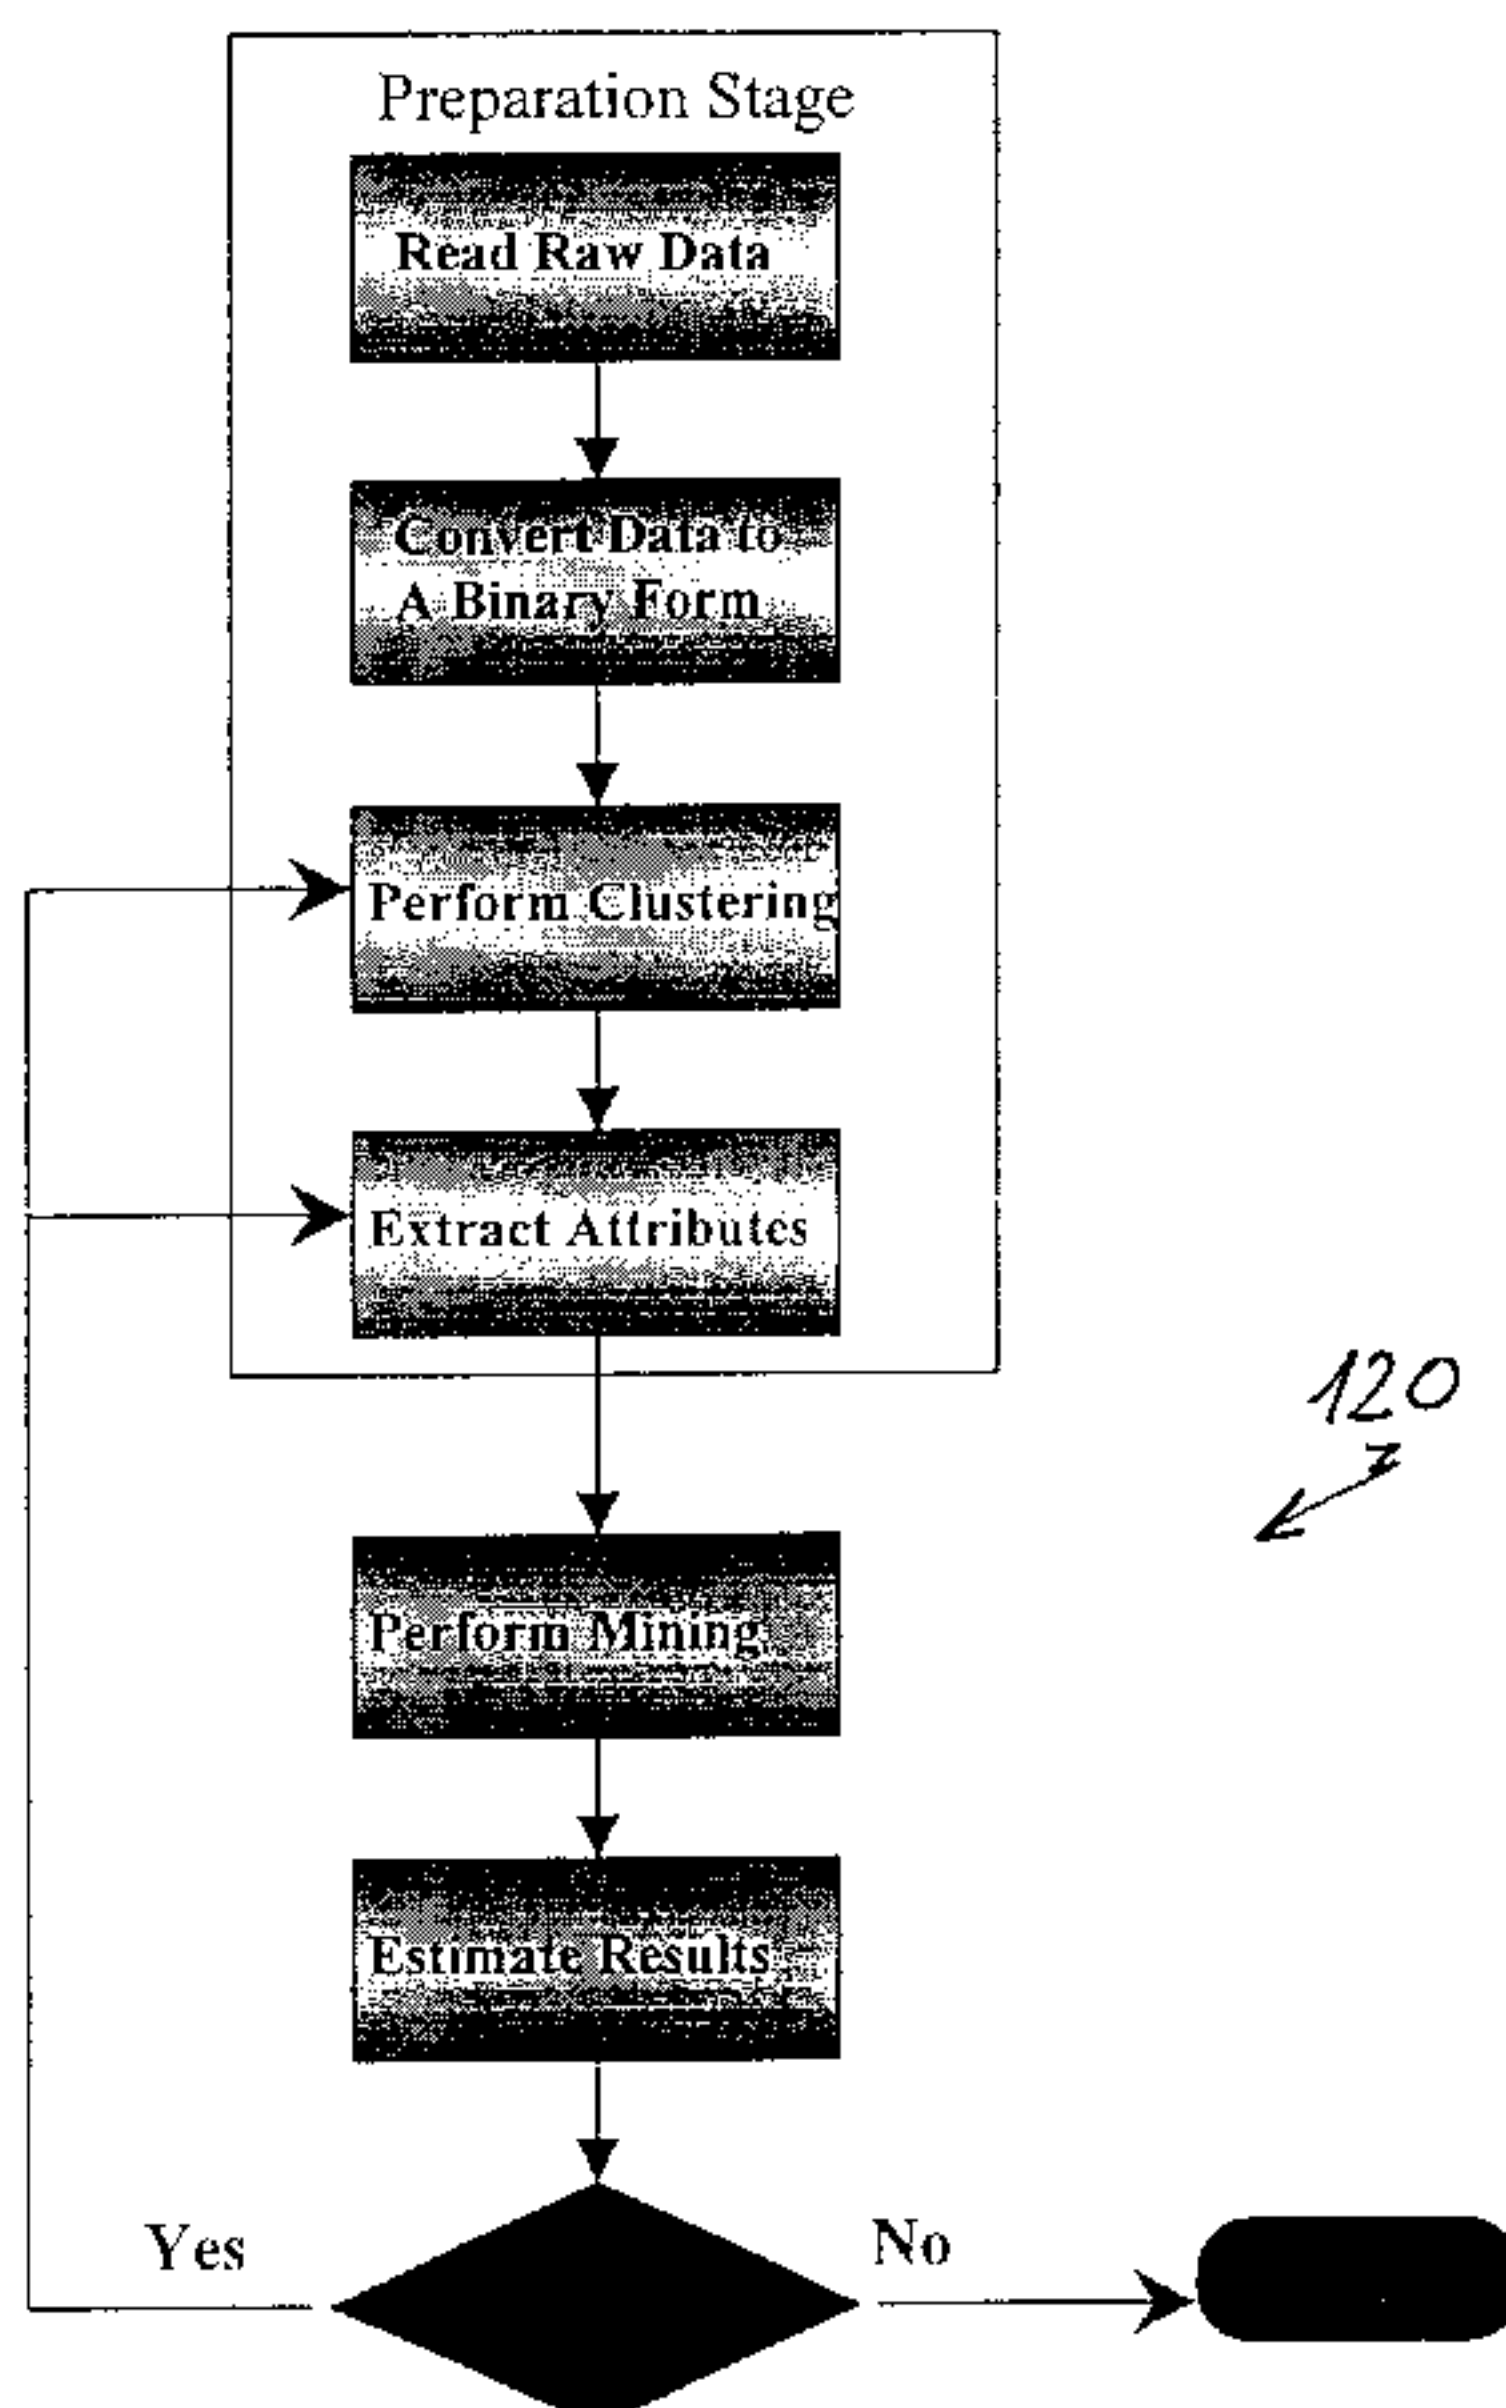 Preparation Stage
Read Raw Data
Convert Data to
A Binary Form
Perform Clustering
Extract Attributes
120
Perform Mining
Estimate Results
Yes
No